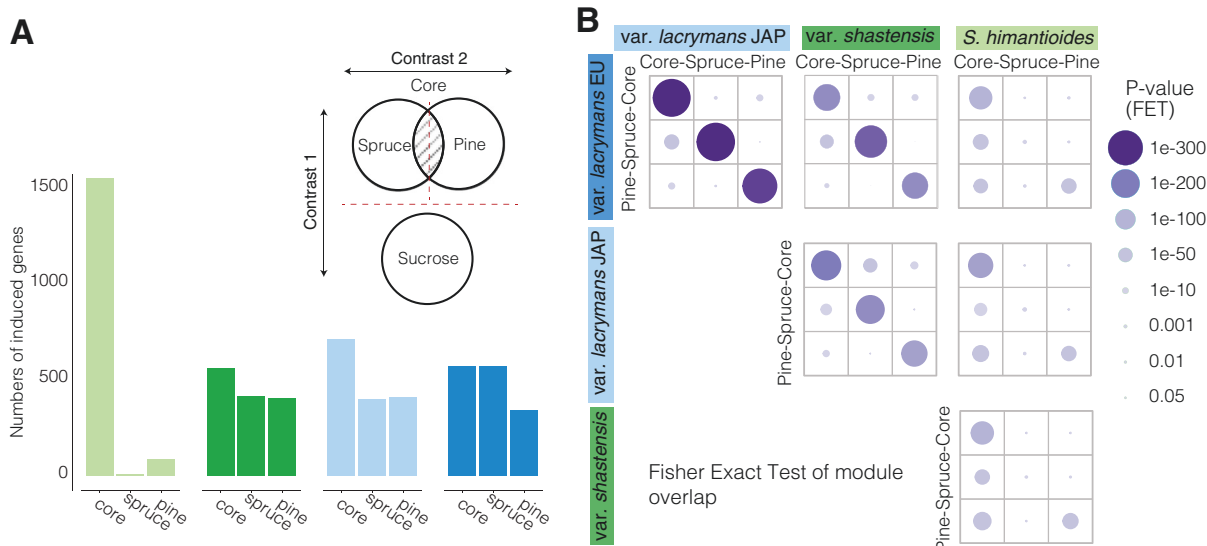 A
Contrast 2
Core
Contrast 1
Spruce
Pine
Sucrose
Numbers of induced genes
1500
1000
500
0
core
spruce
pine
core
spruce
pine
core
spruce
pine
core
spruce
pine
B
var. lacrymans JAP
var. shastensis
S. himantioides
Core-Spruce-Pine
Core-Spruce-Pine
Core-Spruce-Pine
var. lacrymans EU
Pine-Spruce-Core
var. lacrymans JAP
Pine-Spruce-Core
var. shastensis
Pine-Spruce-Core
P-value
(FET)
1e-300
1e-200
1e-100
1e-50
1e-10
0.001
0.01
0.05
Fisher Exact Test of module
overlap